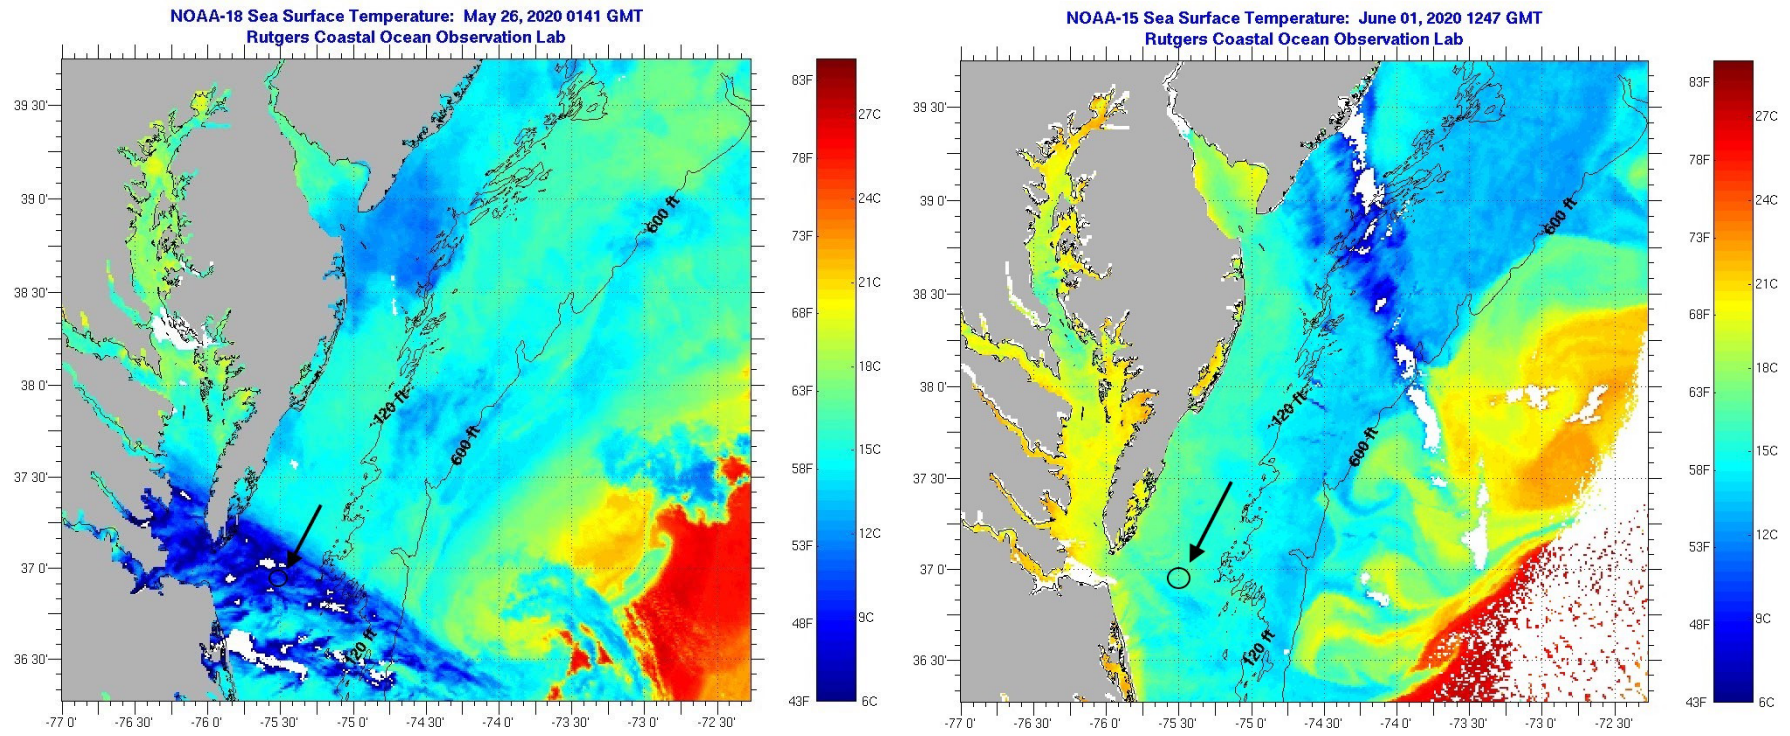 NOAA-18 Sea Surface Temperature: May 26, 2020 0141 GMT
Rutgers Coastal Ocean Observation Lab
39 30'
39 0'
38 30'
38 0'
37 30'
37 0'
36 30'
-77 0'
-76 30'
-76 0'
-75 30'
-75 0'
-74 30'
-74 0'
-73 30'
-73 0'
-72 30'
600 ft
120 ft
600 ft
120 ft
83F
78F
73F
68F
63F
58F
53F
48F
43F
27C
24C
21C
18C
15C
12C
9C
6C
NOAA-15 Sea Surface Temperature: June 01, 2020 1247 GMT
Rutgers Coastal Ocean Observation Lab
39 30'
39 0'
38 30'
38 0'
37 30'
37 0'
36 30'
-77 0'
-76 30'
-76 0'
-75 30'
-75 0'
-74 30'
-74 0'
-73 30'
-73 0'
-72 30'
600 ft
120 ft
600 ft
120 ft
83F
78F
73F
68F
63F
58F
53F
48F
43F
27C
24C
21C
18C
15C
12C
9C
6C